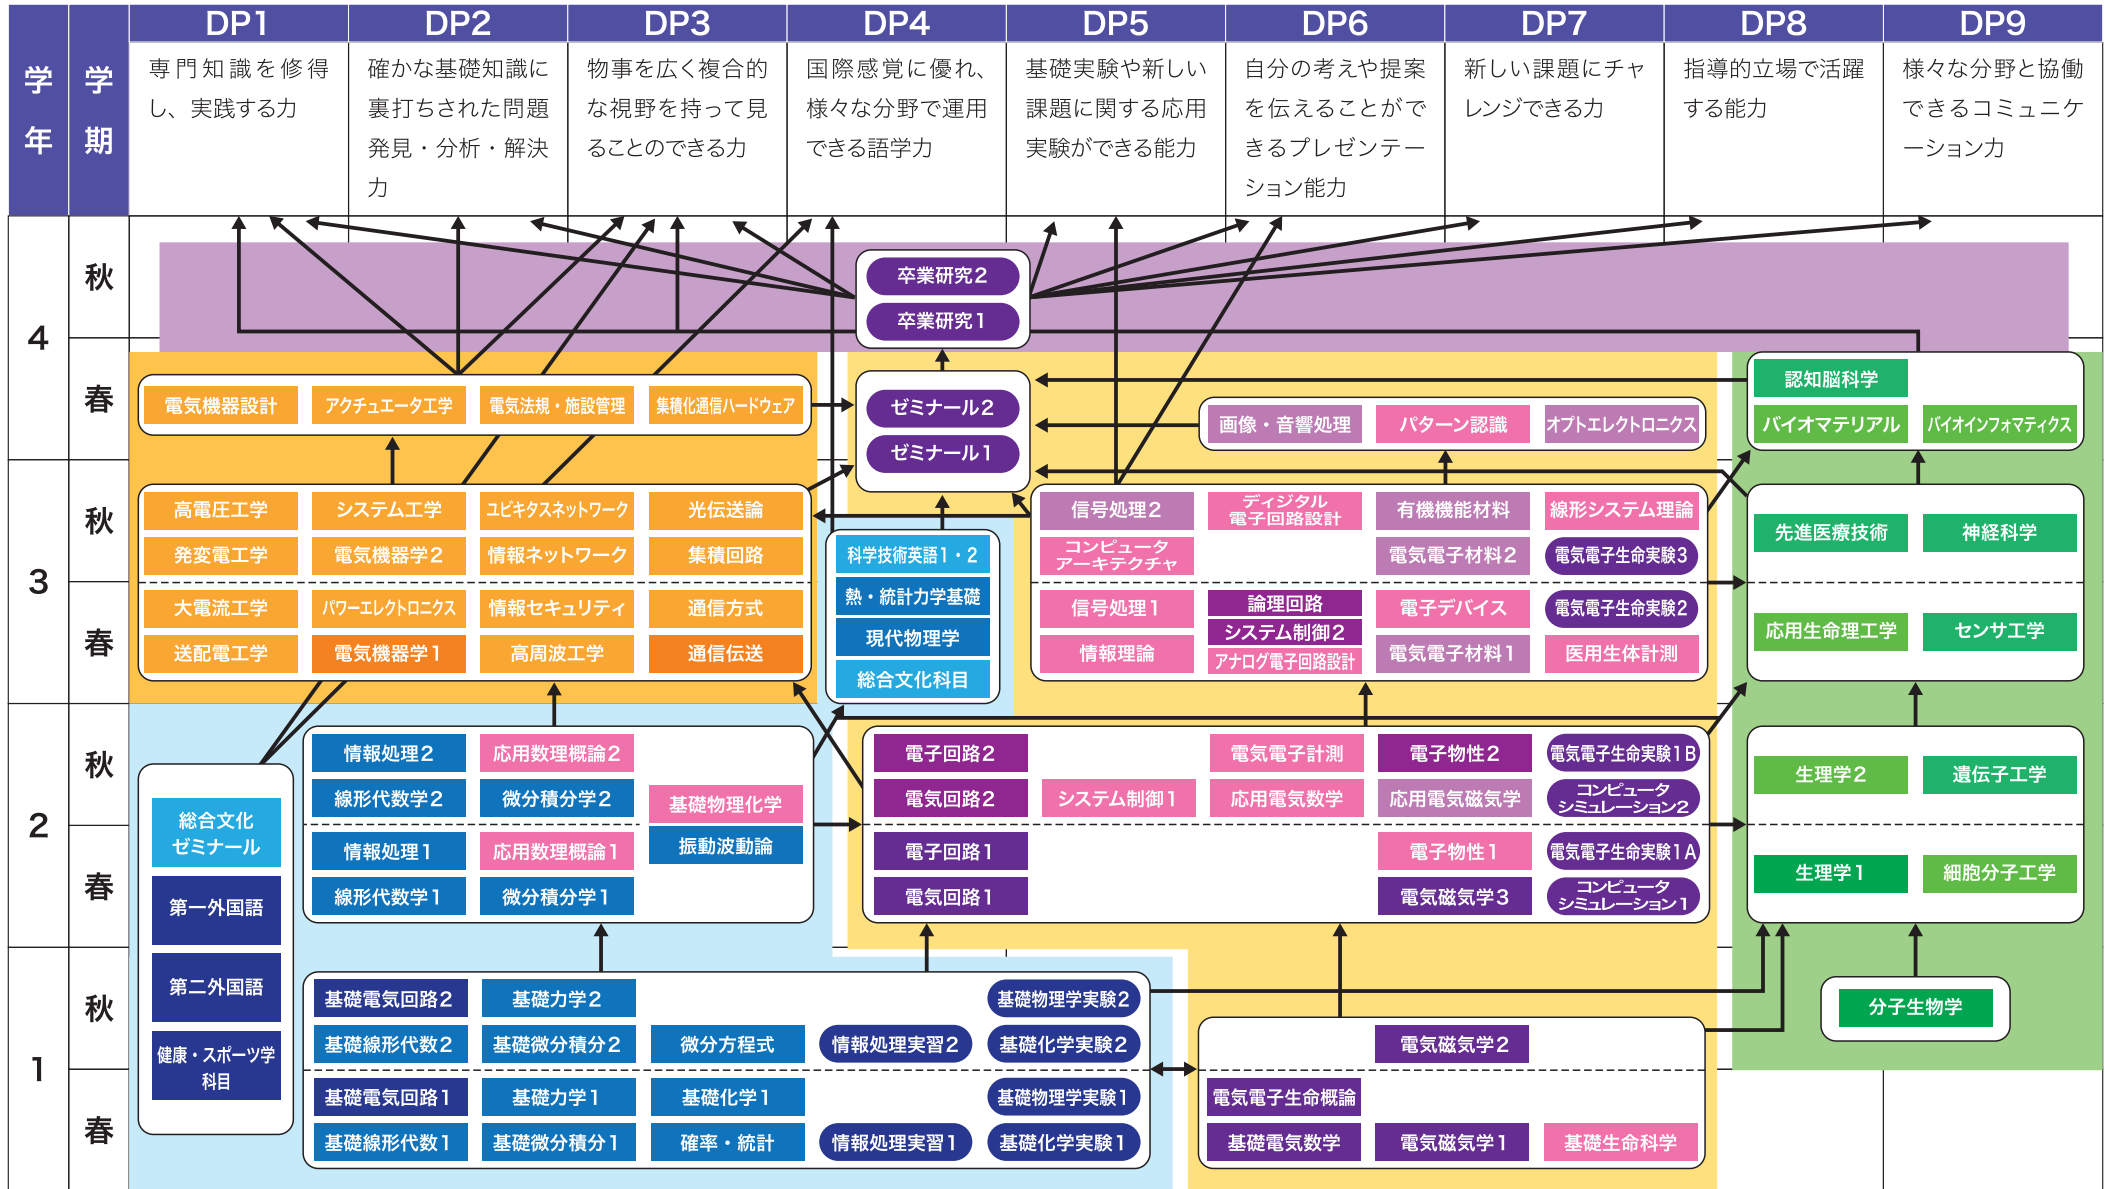 学年
学期
DP1
DP2
DP3
DP4
DP5
DP6
DP7
DP8
DP9
専門知識を修得
し、実践する力
確かな基礎知識に
裏打ちされた問題
発見・分析・解決
力
物事を広く複合的
な視野を持って見
ることのできる力
国際感覚に優れ、
様々な分野で運用
できる語学力
基礎実験や新しい
課題に関する応用
実験ができる能力
自分の考えや提案
を伝えることがで
きるプレゼンテー
ション能力
新しい課題にチャ
レンジできる力
指導的立場で活躍
する能力
様々な分野と協働
できるコミュニケ
ーション力
4
秋
春
卒業研究2
卒業研究1
ゼミナール2
ゼミナール1
電気機器設計
アクチュエータ工学
電気法規・施設管理
集積化通信ハードウェア
画像・音響処理
パターン認識
オプトエレクトロニクス
認知脳科学
バイオマテリアル
バイオインフォマティクス
3
秋
春
高電圧工学
システム工学
ユビキタスネットワーク
光伝送論
発変電工学
電気機器学2
情報ネットワーク
集積回路
大電流工学
パワーエレクトロニクス
情報セキュリティ
通信方式
送配電工学
電気機器学1
高周波工学
通信伝送
科学技術英語1・2
熱・統計力学基礎
現代物理学
総合文化科目
信号処理2
ディジタル
電子回路設計
有機機能材料
線形システム理論
コンピュータ
アーキテクチャ
電気電子材料2
電気電子生命実験3
信号処理1
論理回路
システム制御2
電子デバイス
電気電子生命実験2
情報理論
アナログ電子回路設計
電気電子材料1
医用生体計測
先進医療技術
神経科学
応用生命理工学
センサ工学
2
秋
春
情報処理2
応用数理概論2
線形代数学2
微分積分学2
基礎物理化学
振動波動論
情報処理1
応用数理概論1
線形代数学1
微分積分学1
電子回路2
電気電子計測
電子物性2
電気電子生命実験1B
電気回路2
システム制御1
応用電気数学
応用電気磁気学
コンピュータ
シミュレーション2
電子回路1
電子物性1
電気電子生命実験1A
電気回路1
電気磁気学3
コンピュータ
シミュレーション1
生理学2
遺伝子工学
生理学1
細胞分子工学
総合文化
ゼミナール
第一外国語
第二外国語
健康・スポーツ学
科目
1
秋
春
基礎電気回路2
基礎力学2
基礎物理学実験2
基礎線形代数2
基礎微分積分2
微分方程式
情報処理実習2
基礎化学実験2
基礎電気回路1
基礎力学1
基礎化学1
基礎物理学実験1
基礎線形代数1
基礎微分積分1
確率・統計
情報処理実習1
基礎化学実験1
電気磁気学2
電気電子生命概論
基礎電気数学
電気磁気学1
基礎生命科学
分子生物学